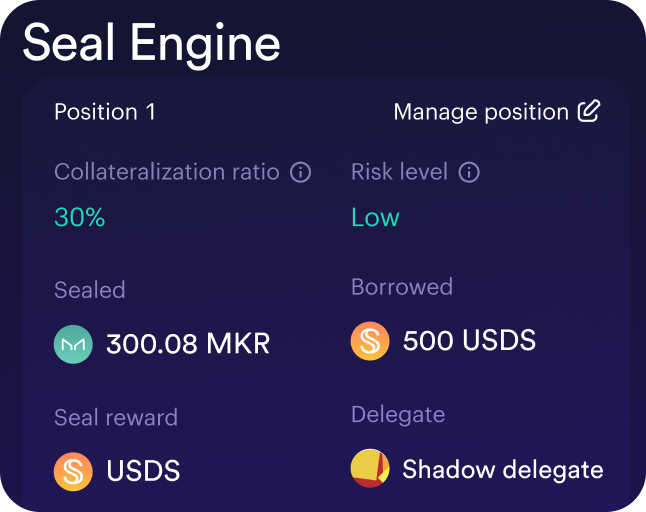 Seal Engine
Position 1
Manage position
Collateralization ratio
Risk level
30%
Low
Sealed
Borrowed
300.08 MKR
500 USDS
Seal reward
Delegate
USDS
Shadow delegate